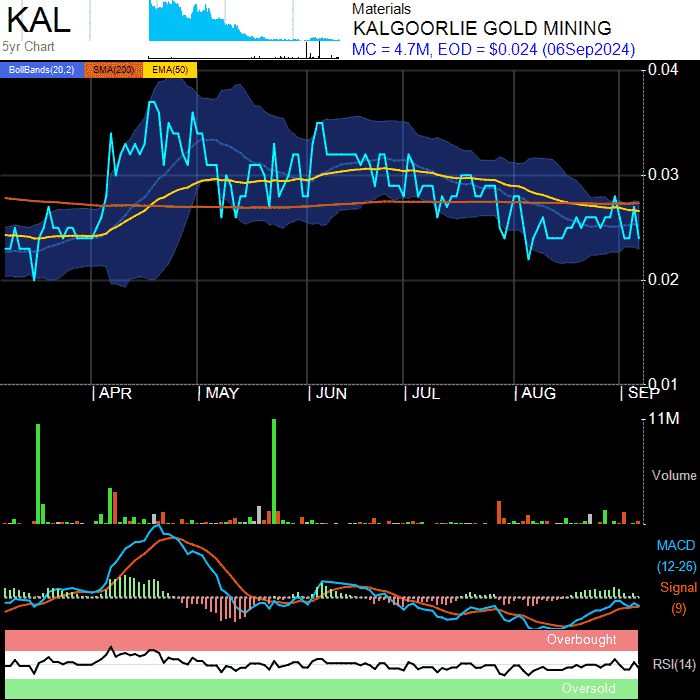 KAL
5yr Chart
Materials
KALGOORLIE GOLD MINING
MC = 4.7M, EOD = $0.024 (06Sep2024)
BollBands(20,2) SMA(200) EMA(50)
0.04
0.03
0.02
0.01
APR MAY JUN JUL AUG SEP
11M
Volume
MACD
(12-26)
Signal
(9)
Overbought
RSI(14)
Oversold